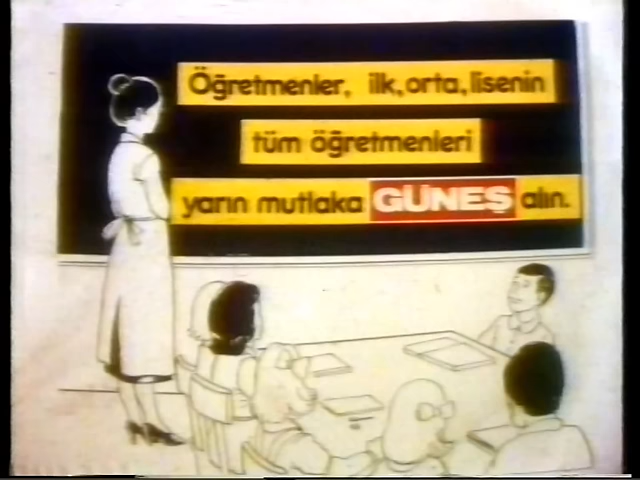 Öğretmenler, ilk, orta, lisenin
tüm öğretmenleri
yarın mutlaka GÜNEŞ alın.